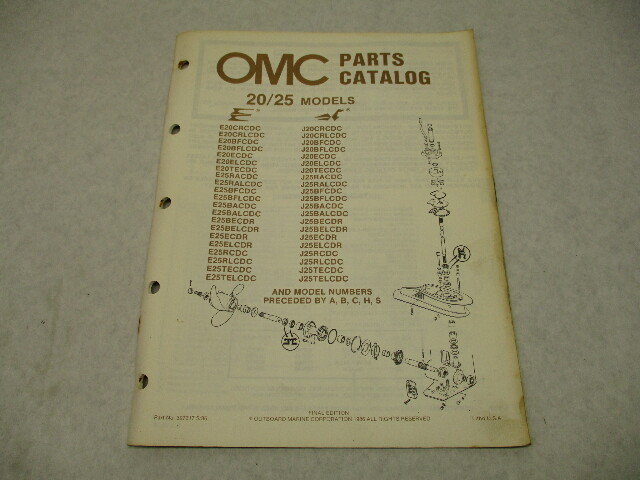 OMC PARTS CATALOG
20/25 MODELS
E20CRCDC J20CRCDC
E20CRLCDC J20CRLCDC
E20BFCDC J20BFCDC
E20BFLCDC J20BFLCDC
E20ECDC J20ECDC
E20ELCDC J20ELCDC
E20TECDC J20TECDC
E25RACDC J25RACDC
E25RALCDC J25RALCDC
E25BFCDC J25BFCDC
E25BFLCDC J25BFLCDC
E25BACDC J25BACDC
E25BALCDC J25BALCDC
E25BECDR J25BECDR
E25BELCDR J25BELCDR
E25ECDR J25ECDR
E25ELCDR J25ELCDR
E25RCDC J25RCDC
E25RLCDC J25RLCDC
E25TECDC J25TECDC
E25TELCDC J25TELCDC
AND MODEL NUMBERS
PRECEDED BY A, B, C, H, S
FINAL EDITION
Part No. OUTBOARD MARINE CORPORATION 1986 ALL RIGHTS RESERVED U.S.A.